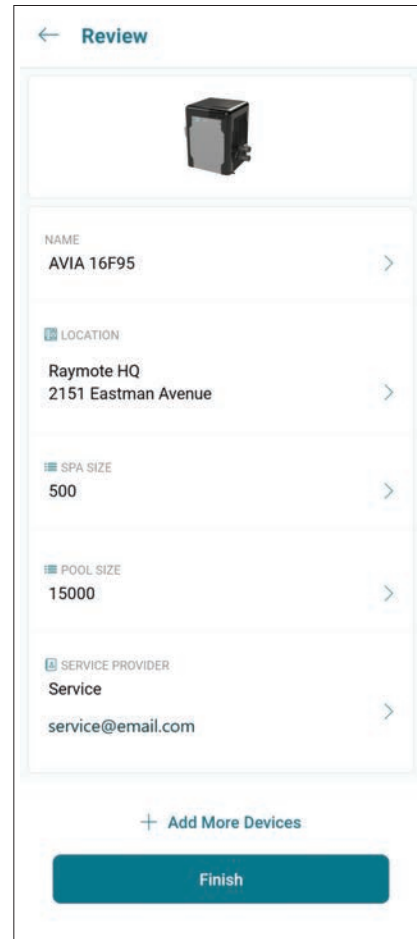 Review
NAME
AVIA 16F95
LOCATION
Raymote HQ
2151 Eastman Avenue
SPA SIZE
500
POOL SIZE
15000
SERVICE PROVIDER
Service
service@email.com
+ Add More Devices
Finish